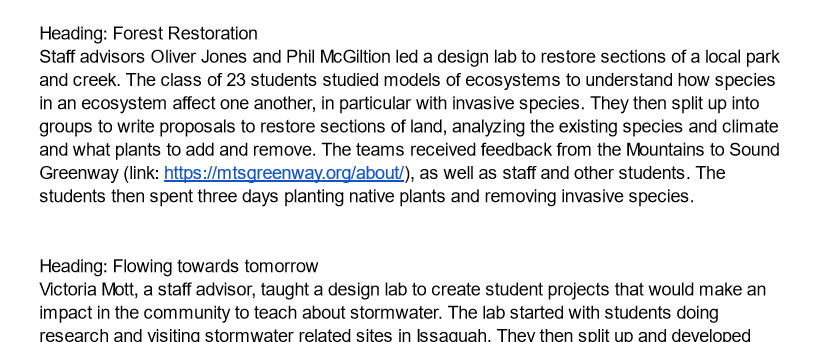 Heading: Forest Restoration
Staff advisors Oliver Jones and Phil McGiltion led a design lab to restore sections of a local park
and creek. The class of 23 students studied models of ecosystems to understand how species
in an ecosystem affect one another, in particular with invasive species. They then split up into
groups to write proposals to restore sections of land, analyzing the existing species and climate
and what plants to add and remove. The teams received feedback from the Mountains to Sound
Greenway (link: https://mtsgreenway.org/about/), as well as staff and other students. The
students then spent three days planting native plants and removing invasive species.
Heading: Flowing towards tomorrow
Victoria Mott, a staff advisor, taught a design lab to create student projects that would make an
impact in the community to teach about stormwater. The lab started with students doing
research and visiting stormwater related sites in Issaquah. They then split up and developed